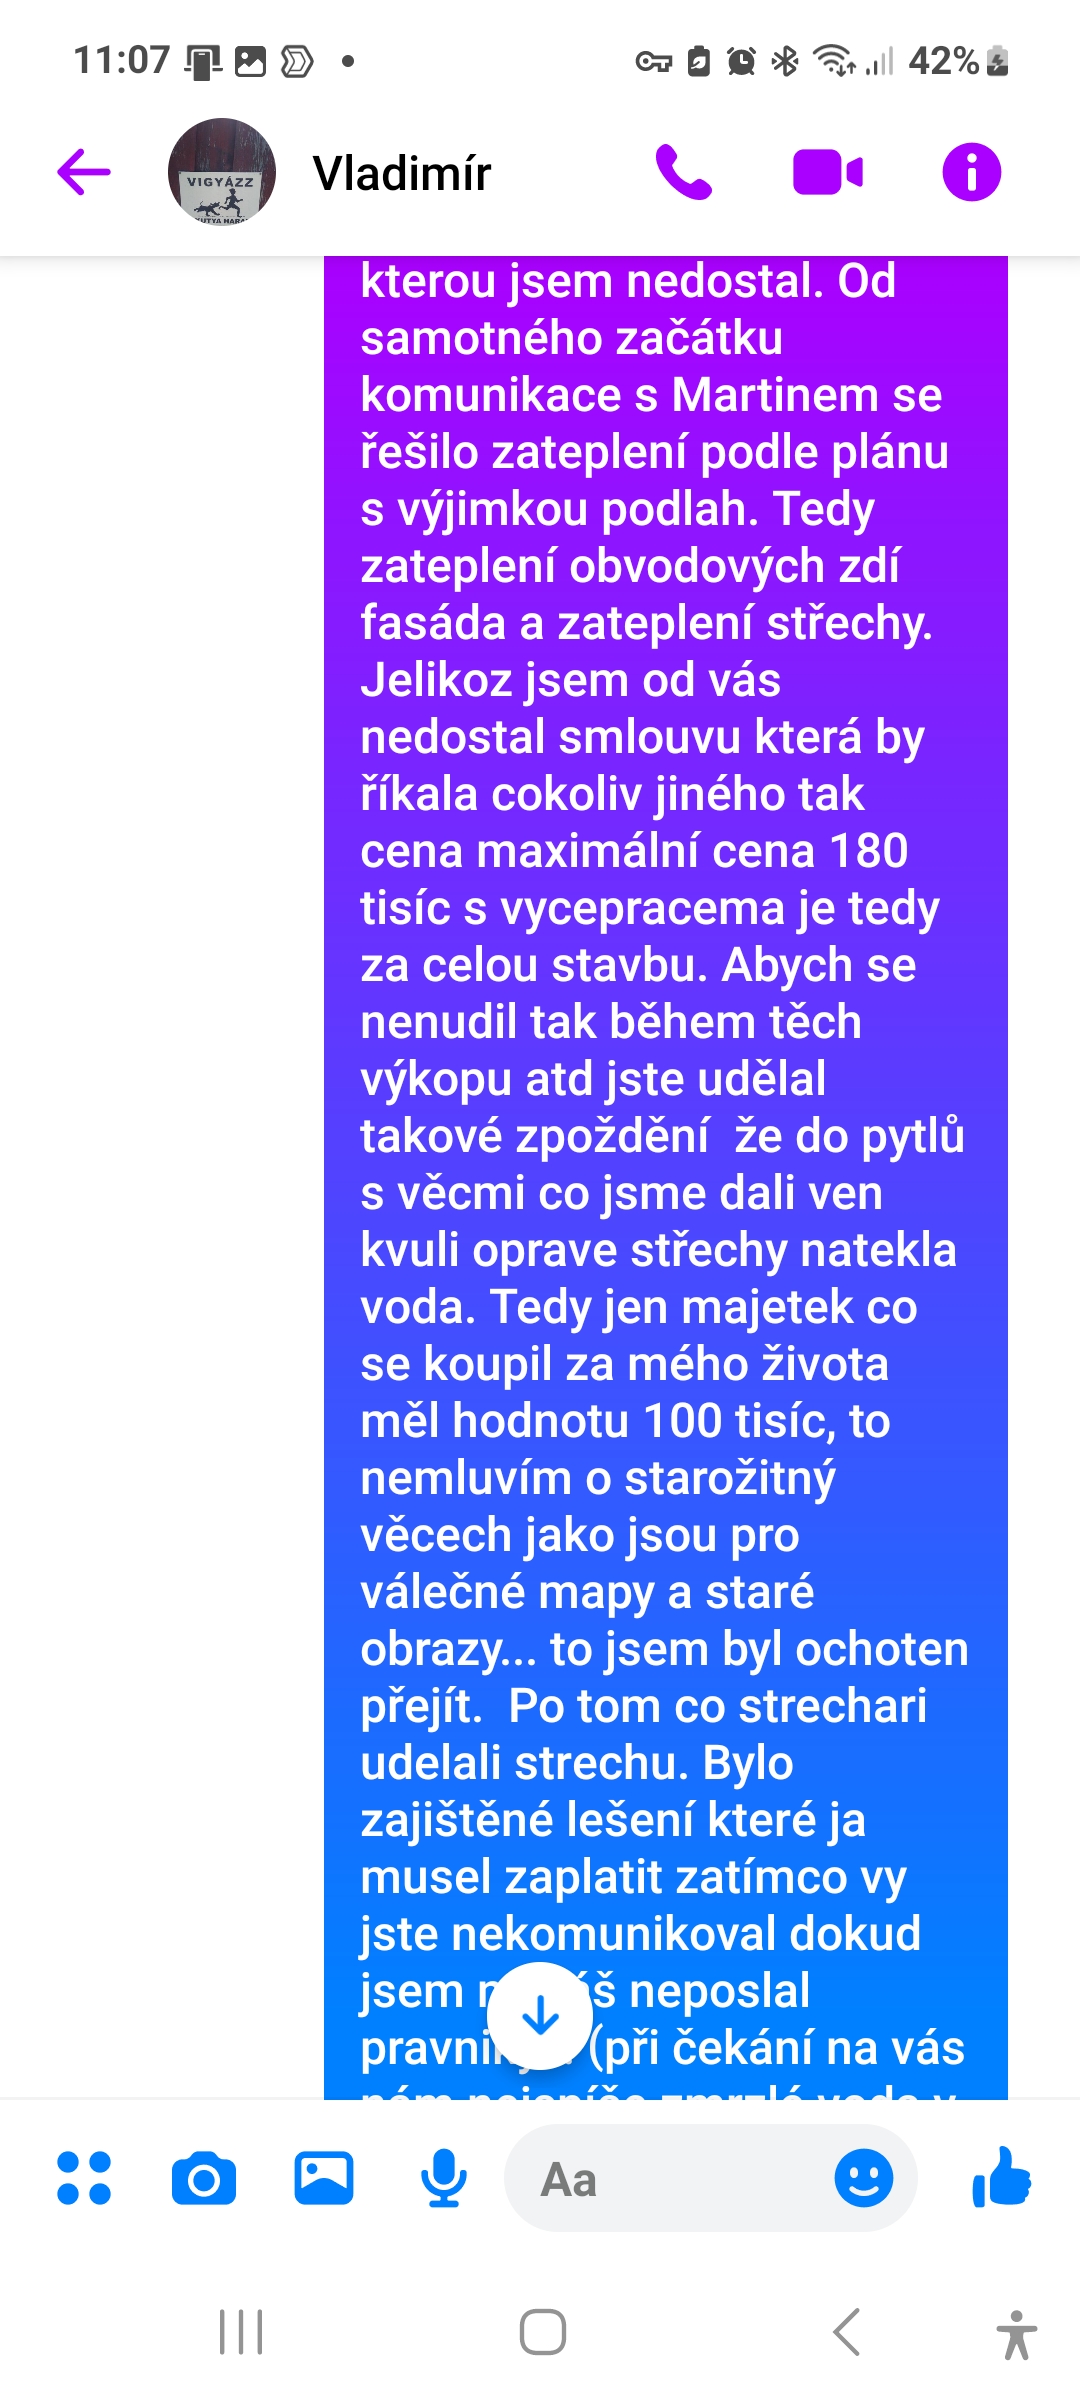 11:07
42%
VIGYÁZZ
Vladimír
kterou jsem nedostal. Od
samotného začátku
komunikace s Martinem se
řešilo zateplení podle plánu
s výjimkou podlah. Tedy
zateplení obvodových zdí
fasáda a zateplení střechy.
Jelikoz jsem od vás
nedostal smlouvu která by
říkala cokoliv jiného tak
cena maximální cena 180
tisíc s vycepracema je tedy
za celou stavbu. Abych se
nenudil tak během těch
výkopu atd jste udělal
takové zpoždění  že do pytlů
s věcmi co jsme dali ven
kvuli oprave střechy natekla
voda. Tedy jen majetek co
se koupil za mého života
měl hodnotu 100 tisíc, to
nemluvím o starožitný
věcech jako jsou pro
válečné mapy a staré
obrazy... to jsem byl ochoten
přejít.  Po tom co strechari
udelali strechu. Bylo
zajištěné lešení které ja
musel zaplatit zatímco vy
jste nekomunikoval dokud
jsem neposlal
(při čekání na vás
Aa